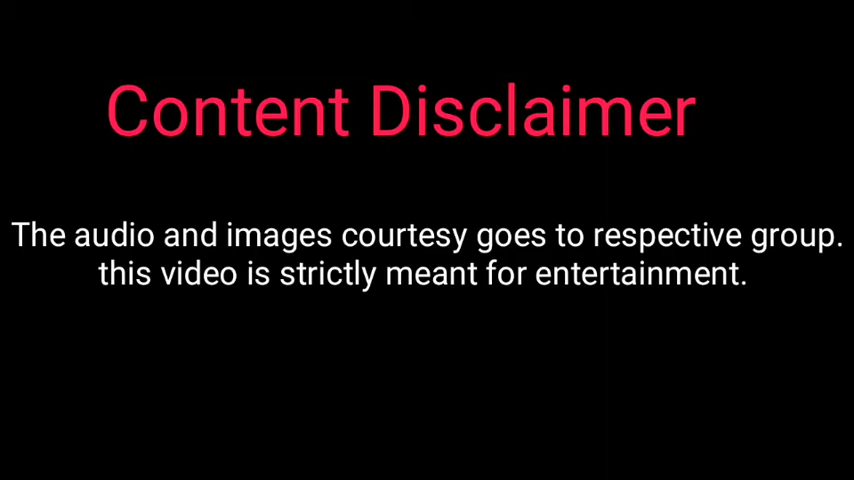 Content Disclaimer
The audio and images courtesy goes to respective group.
this video is strictly meant for entertainment.